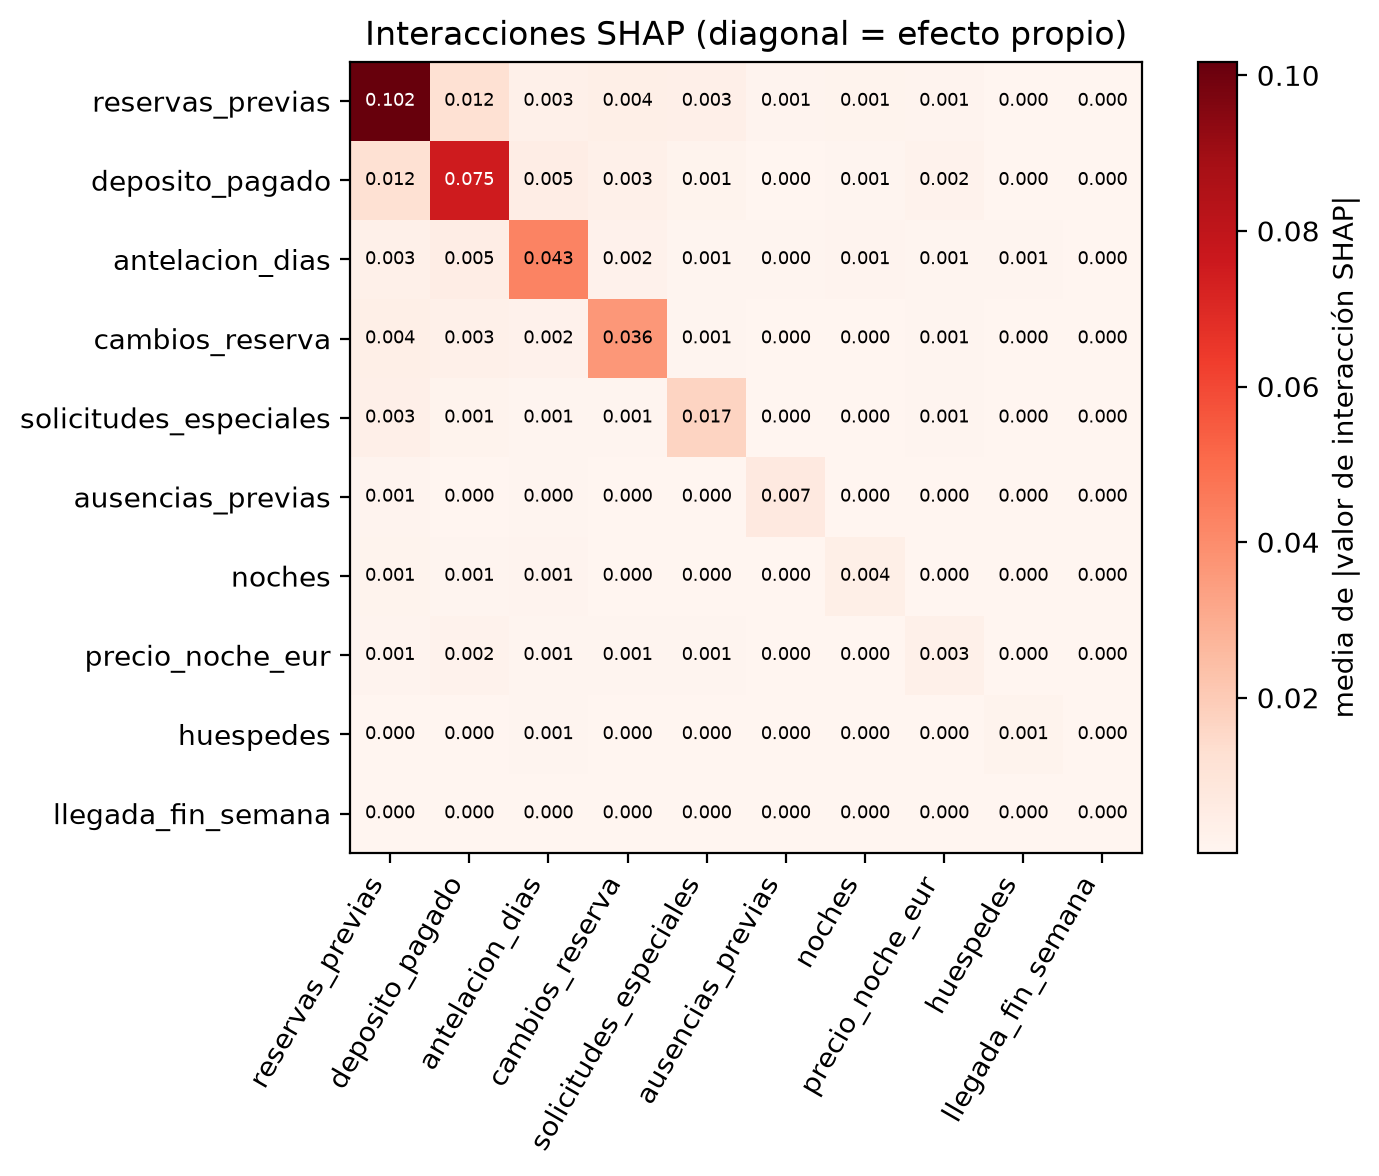 Interacciones SHAP (diagonal = efecto propio)
reservas_previas 0.102 0.012 0.003 0.004 0.003 0.001 0.001 0.001 0.000 0.000
deposito_pagado 0.012 0.075 0.005 0.003 0.001 0.000 0.001 0.002 0.000 0.000
antelacion_dias 0.003 0.005 0.043 0.002 0.001 0.000 0.001 0.001 0.001 0.000
cambios_reserva 0.004 0.003 0.002 0.036 0.001 0.000 0.000 0.001 0.000 0.000
solicitudes_especiales 0.003 0.001 0.001 0.001 0.017 0.000 0.000 0.001 0.000 0.000
ausencias_previas 0.001 0.000 0.000 0.000 0.000 0.007 0.000 0.000 0.000 0.000
noches 0.001 0.001 0.001 0.000 0.000 0.000 0.004 0.000 0.000 0.000
precio_noche_eur 0.001 0.002 0.001 0.001 0.001 0.000 0.000 0.003 0.000 0.000
huespedes 0.000 0.000 0.001 0.000 0.000 0.000 0.000 0.000 0.001 0.000
llegada_fin_semana 0.000 0.000 0.000 0.000 0.000 0.000 0.000 0.000 0.000 0.000
reservas_previas
deposito_pagado
antelacion_dias
cambios_reserva
solicitudes_especiales
ausencias_previas
noches
precio_noche_eur
huespedes
llegada_fin_semana
0.10
0.08
0.06
0.04
0.02
media de |valor de interacción SHAP|